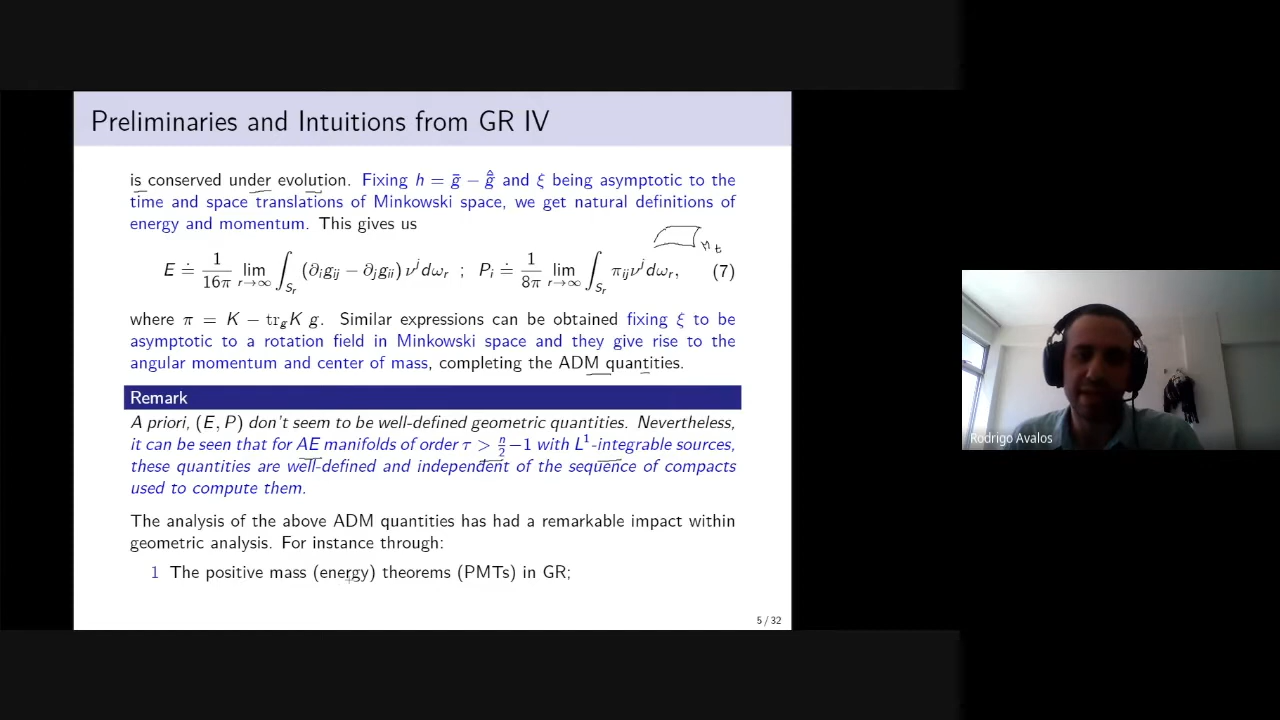 Preliminaries and Intuitions from GR IV
is conserved under evolution. Fixing h = ḡ − ĝ̄ and ξ being asymptotic to the
time and space translations of Minkowski space, we get natural definitions of
energy and momentum. This gives us
E ≐ 1/16π lim_{r→∞} ∫_{S_r} (∂_i g_{ij} − ∂_j g_{ii}) ν^j dω_r ; P_i ≐ 1/8π lim_{r→∞} ∫_{S_r} π_{ij} ν^j dω_r, (7)
where π = K − tr_g K g. Similar expressions can be obtained fixing ξ to be
asymptotic to a rotation field in Minkowski space and they give rise to the
angular momentum and center of mass, completing the ADM quantities.
Remark
A priori, (E, P) don't seem to be well-defined geometric quantities. Nevertheless,
it can be seen that for AE manifolds of order τ > n/2 −1 with L¹-integrable sources,
these quantities are well-defined and independent of the sequence of compacts
used to compute them.
The analysis of the above ADM quantities has had a remarkable impact within
geometric analysis. For instance through:
1 The positive mass (energy) theorems (PMTs) in GR;
5 / 32
Rodrigo Avalos